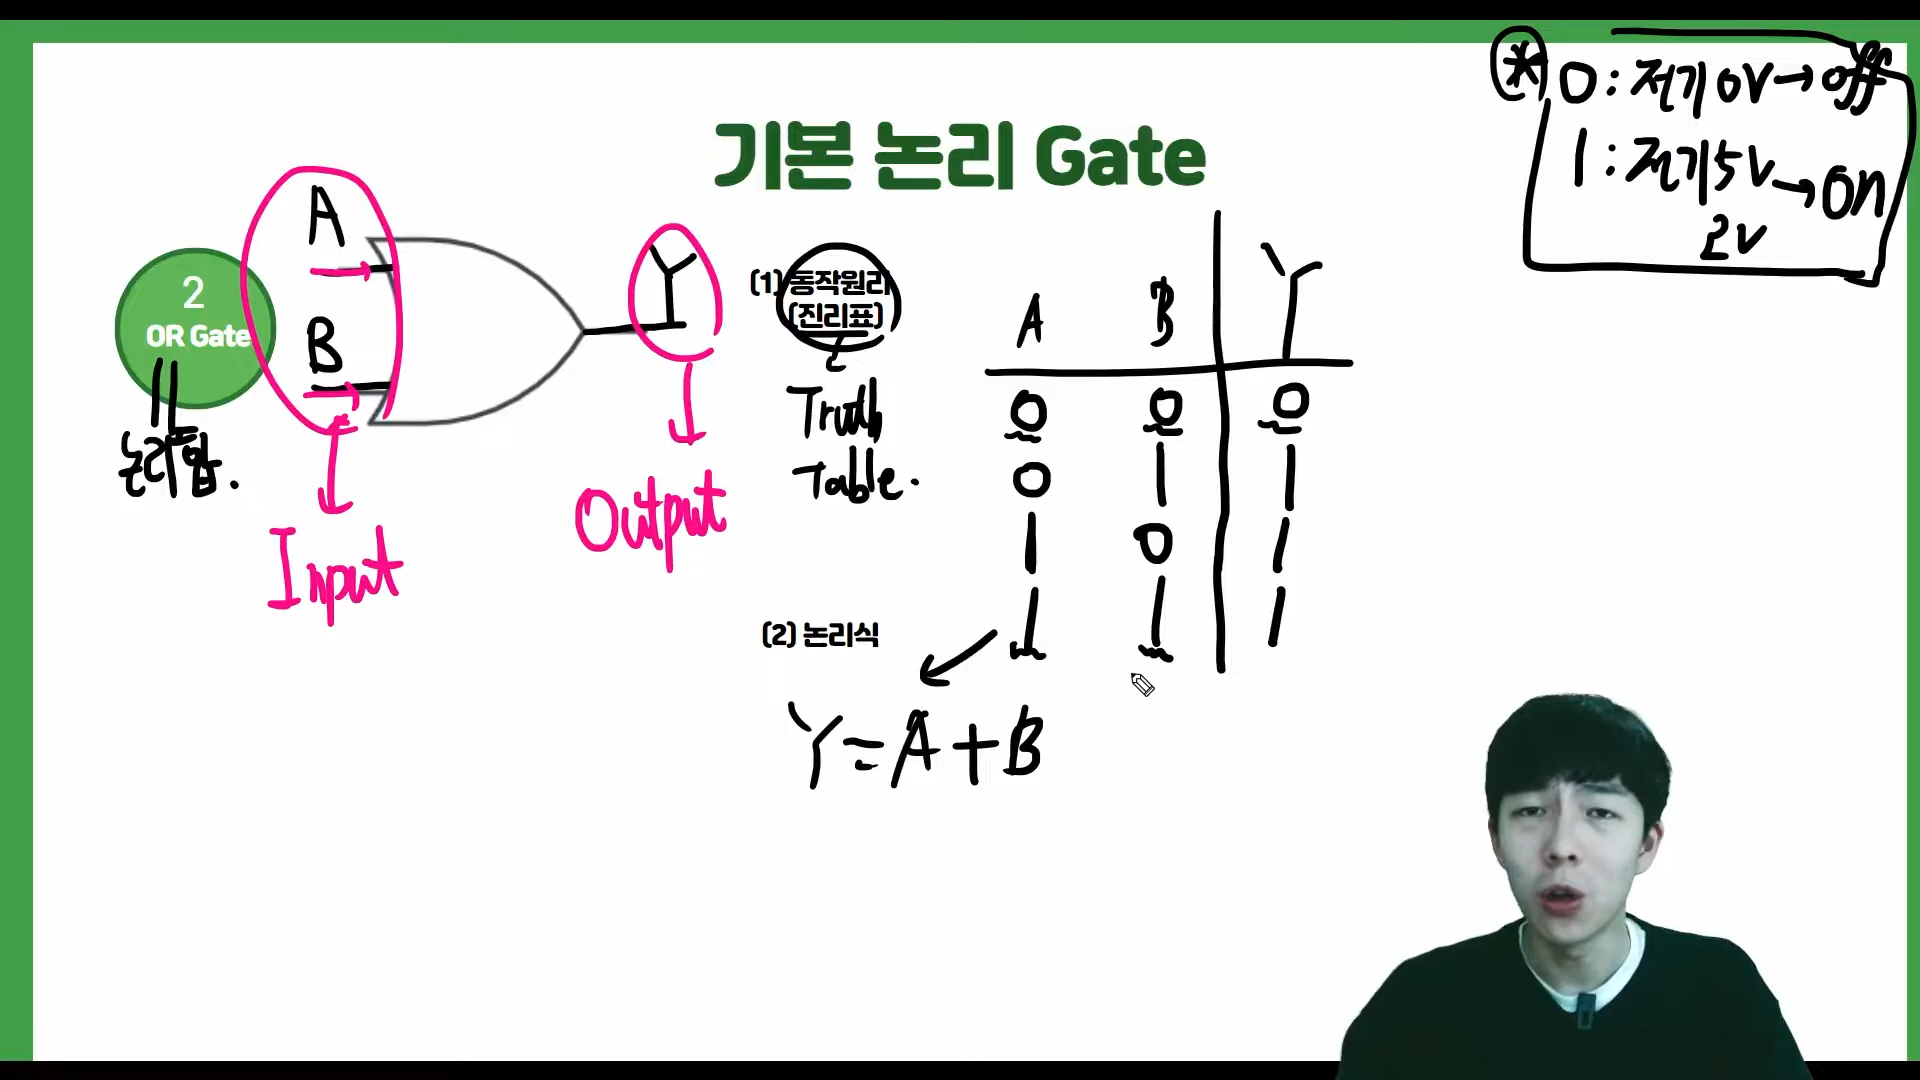 기본 논리 Gate
* 0 : 전기 0V → off
1 : 전기 5V → On
2V
2
OR Gate
논리합.
A
B
Input
Y
Output
(1) 동작원리
(진리표)
Truth
Table.
A B Y
0 0 0
0 1 1
1 0 1
1 1 1
(2) 논리식
Y=A+B